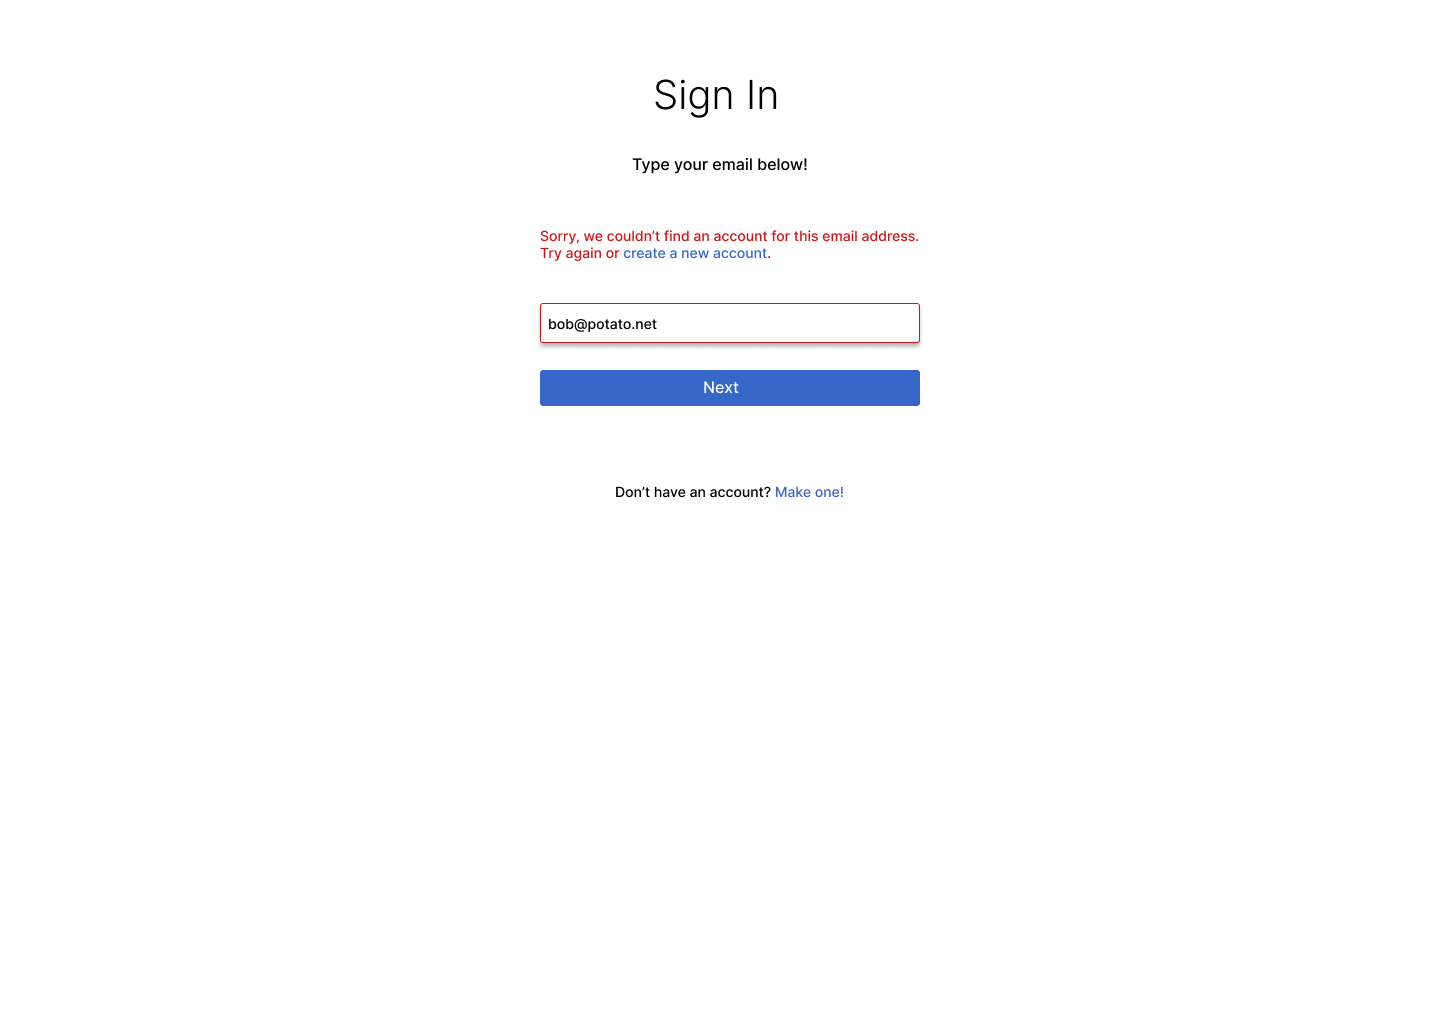 Sign In
Type your email below!
Sorry, we couldn’t find an account for this email address.
Try again or create a new account.
bob@potato.net
Next
Don’t have an account? Make one!